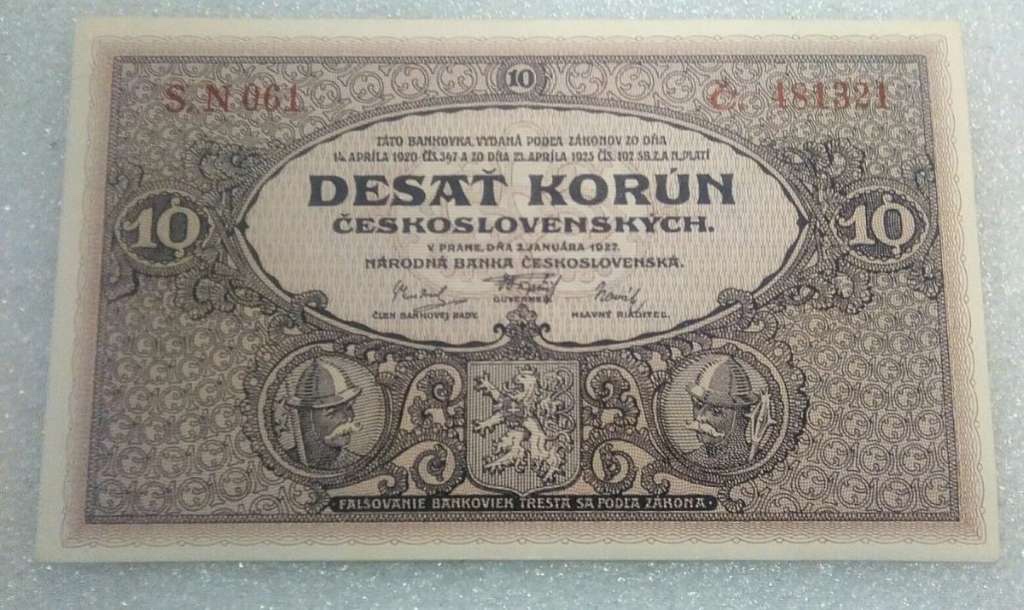 10
S. N 061
Č. 481321
TÁTO BANKOVKA, VYDANÁ PODĽA ZÁKONOV ZO DŇA
14. APRÍLA 1920 ČÍS. 347 A ZO DŇA 23. APRÍLA 1925 ČÍS. 102 SB. Z. A N., PLATÍ
DESAŤ KORÚN
ČESKOSLOVENSKÝCH.
10
10
V PRAHE, DŇA 2. JANUÁRA 1927.
NÁRODNÁ BANKA ČESKOSLOVENSKÁ.
GUVERNER.
ČLEN BANKOVEJ RADY.
HLAVNÝ RIADITEĽ.
FALŠOVANIE BANKOVIEK TRESTÁ SA PODĽA ZÁKONA